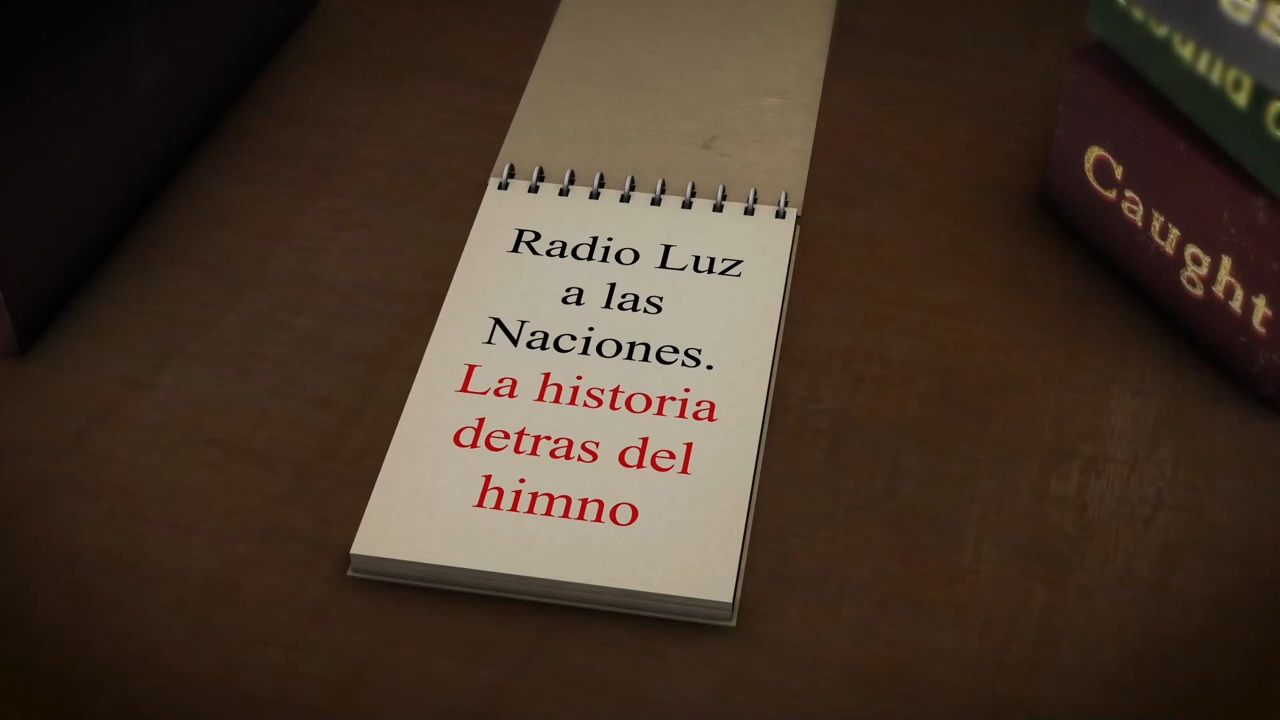 Radio Luz
a las
Naciones.
La historia
detras del
himno
Caught